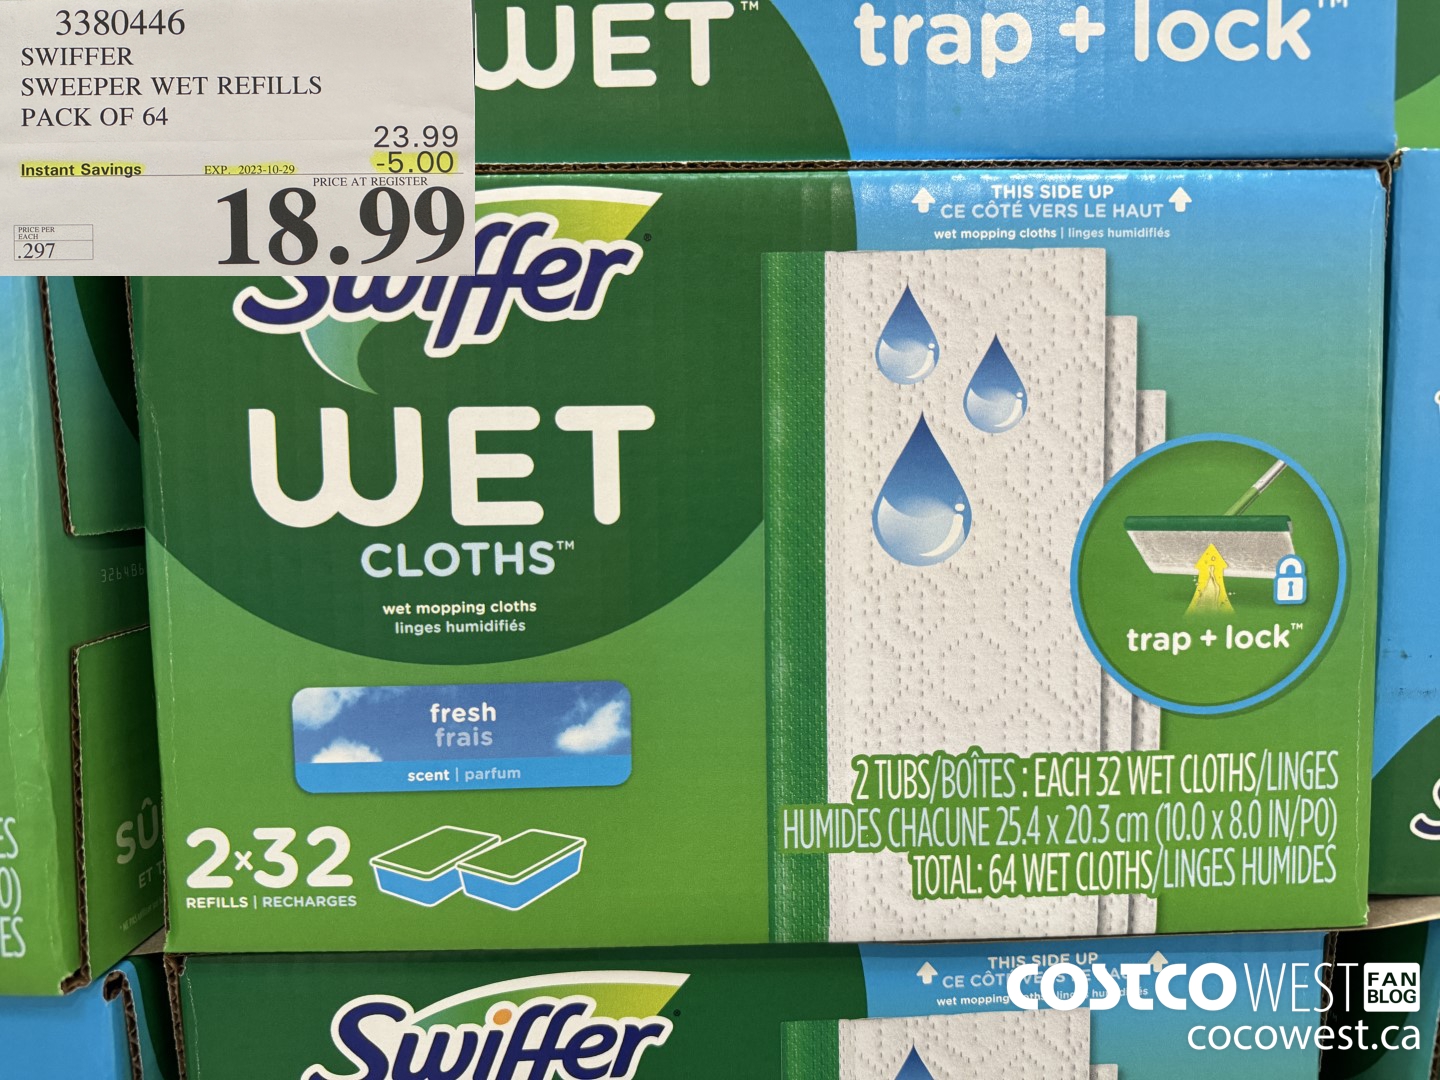 3380446
SWIFFER
SWEEPER WET REFILLS
PACK OF 64
23.99
Instant Savings EXP. 2023-10-29 -5.00
PRICE AT REGISTER
18.99
PRICE PER
EACH
.297
WET™
trap + lock™
THIS SIDE UP
CE CÔTÉ VERS LE HAUT
wet mopping cloths | linges humidifiés
Swiffer
WET
CLOTHS™
wet mopping cloths
linges humidifiés
fresh
frais
scent | parfum
2x32
REFILLS | RECHARGES
trap + lock™
2 TUBS/BOÎTES : EACH 32 WET CLOTHS/LINGES
HUMIDES CHACUNE 25.4 x 20.3 cm (10.0 x 8.0 IN/PO)
TOTAL: 64 WET CLOTHS/LINGES HUMIDES
THIS SIDE UP
CE CÔTÉ
wet mopping
Swiffer
COSTCO WEST FAN
BLOG
cocowest.ca